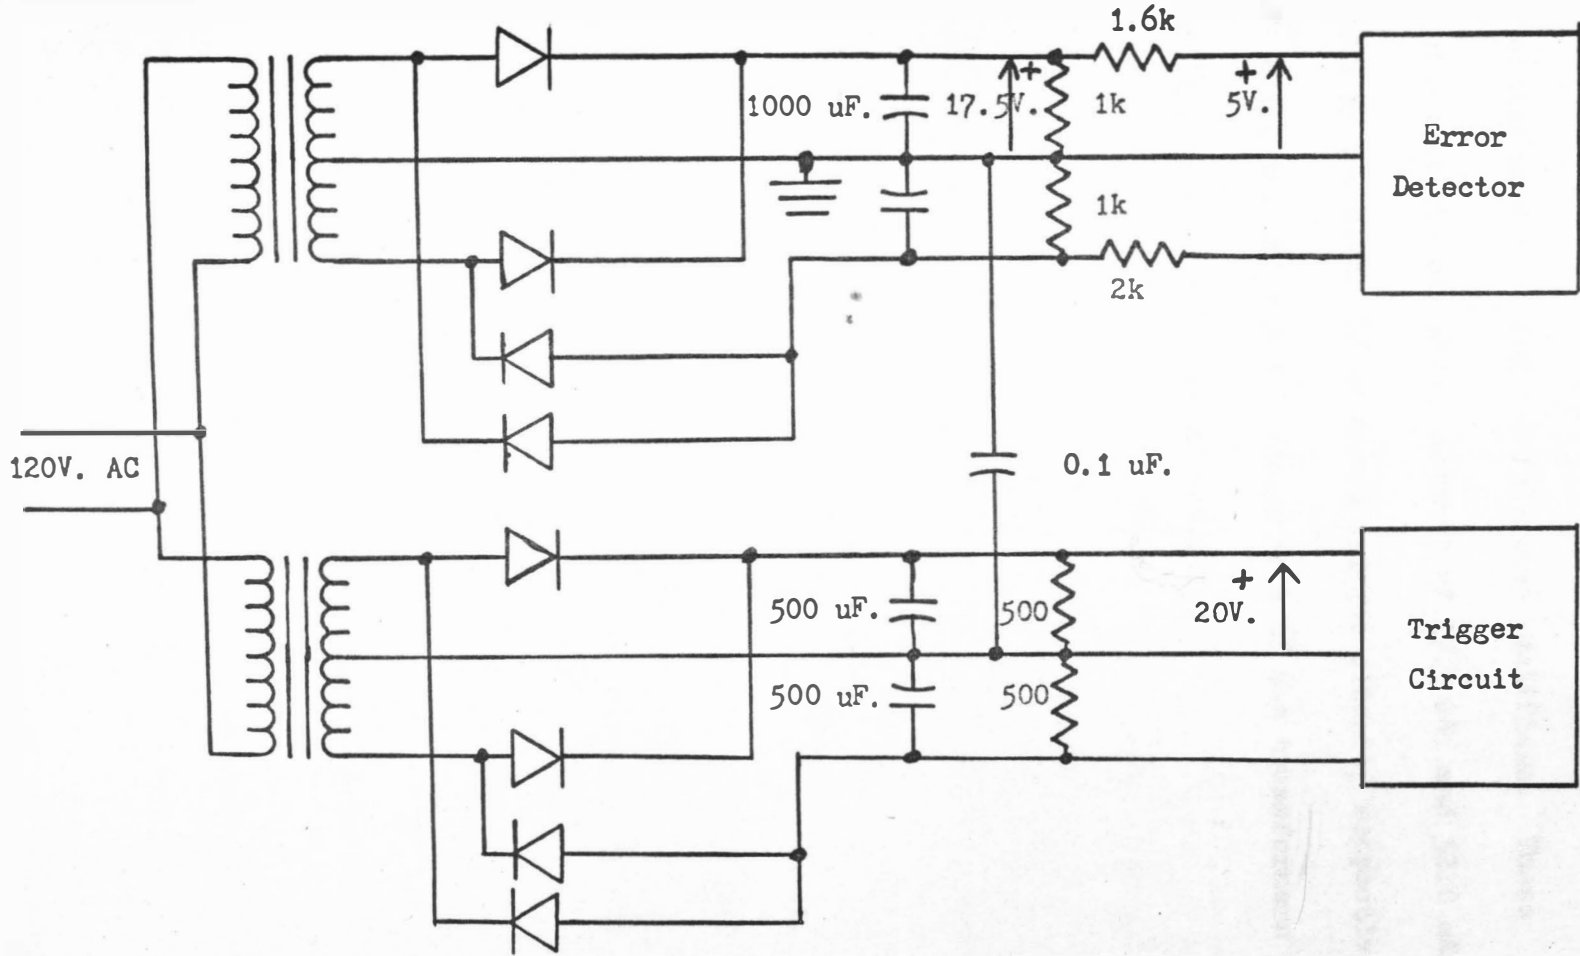 1.6k
1000 uF.
17.5V.
+
1k
+
5V.
Error
Detector
1k
2k
120V. AC
0.1 uF.
500 uF.
500
+
20V.
Trigger
Circuit
500 uF.
500